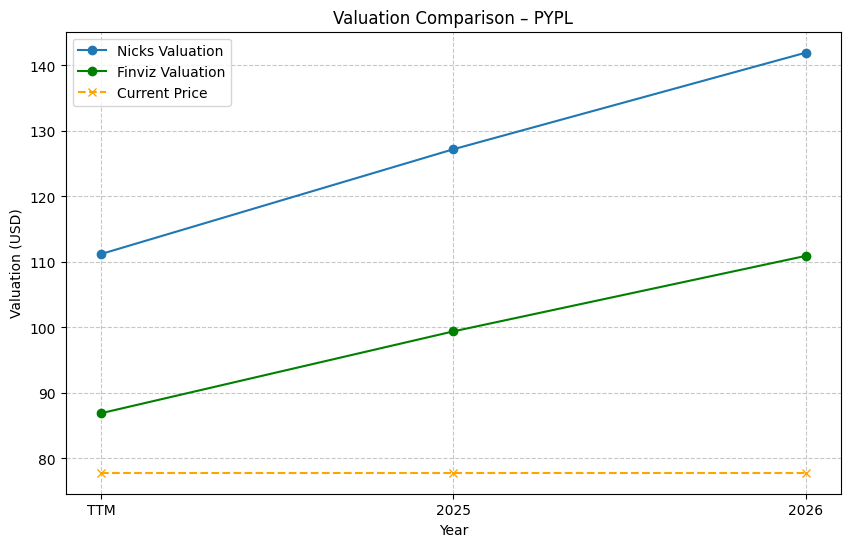 Valuation Comparison – PYPL
Nicks Valuation
Finviz Valuation
Current Price
Valuation (USD)
140
130
120
110
100
90
80
TTM
2025
2026
Year